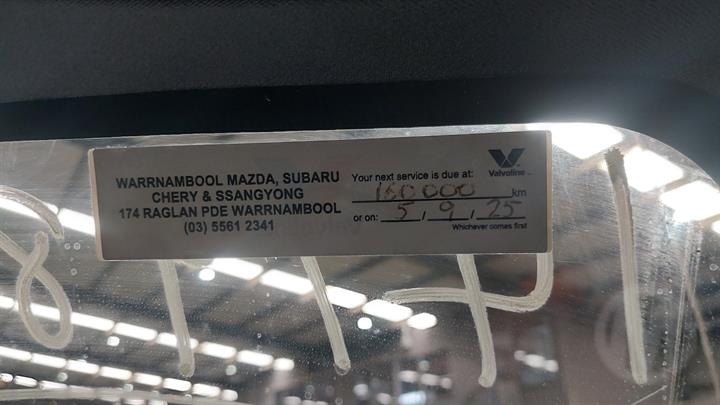 WARRNAMBOOL MAZDA, SUBARU
CHERY & SSANGYONG
174 RAGLAN PDE WARRNAMBOOL
(03) 5561 2341
Valvoline
Your next service is due at:
160000 km
or on: 5, 9, 25
Whichever comes first